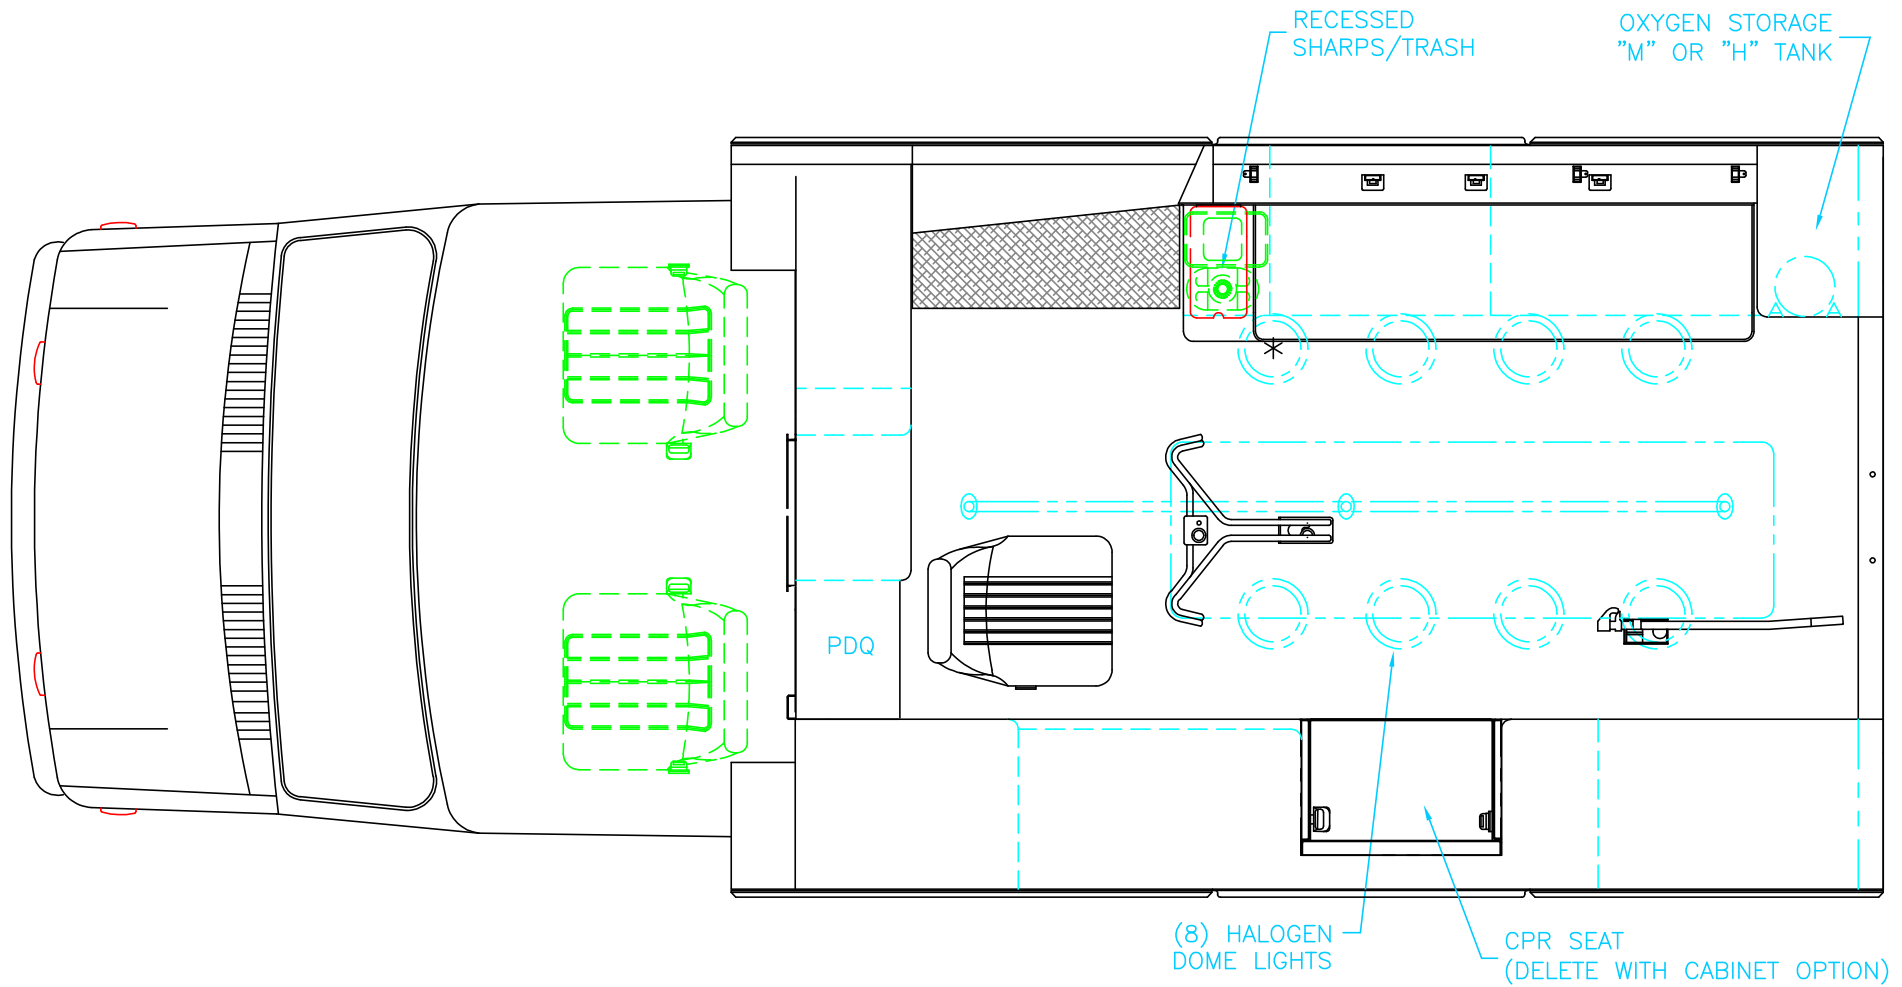 RECESSED
SHARPS/TRASH
OXYGEN STORAGE
"M" OR "H" TANK
PDQ
(8) HALOGEN
DOME LIGHTS
CPR SEAT
(DELETE WITH CABINET OPTION)